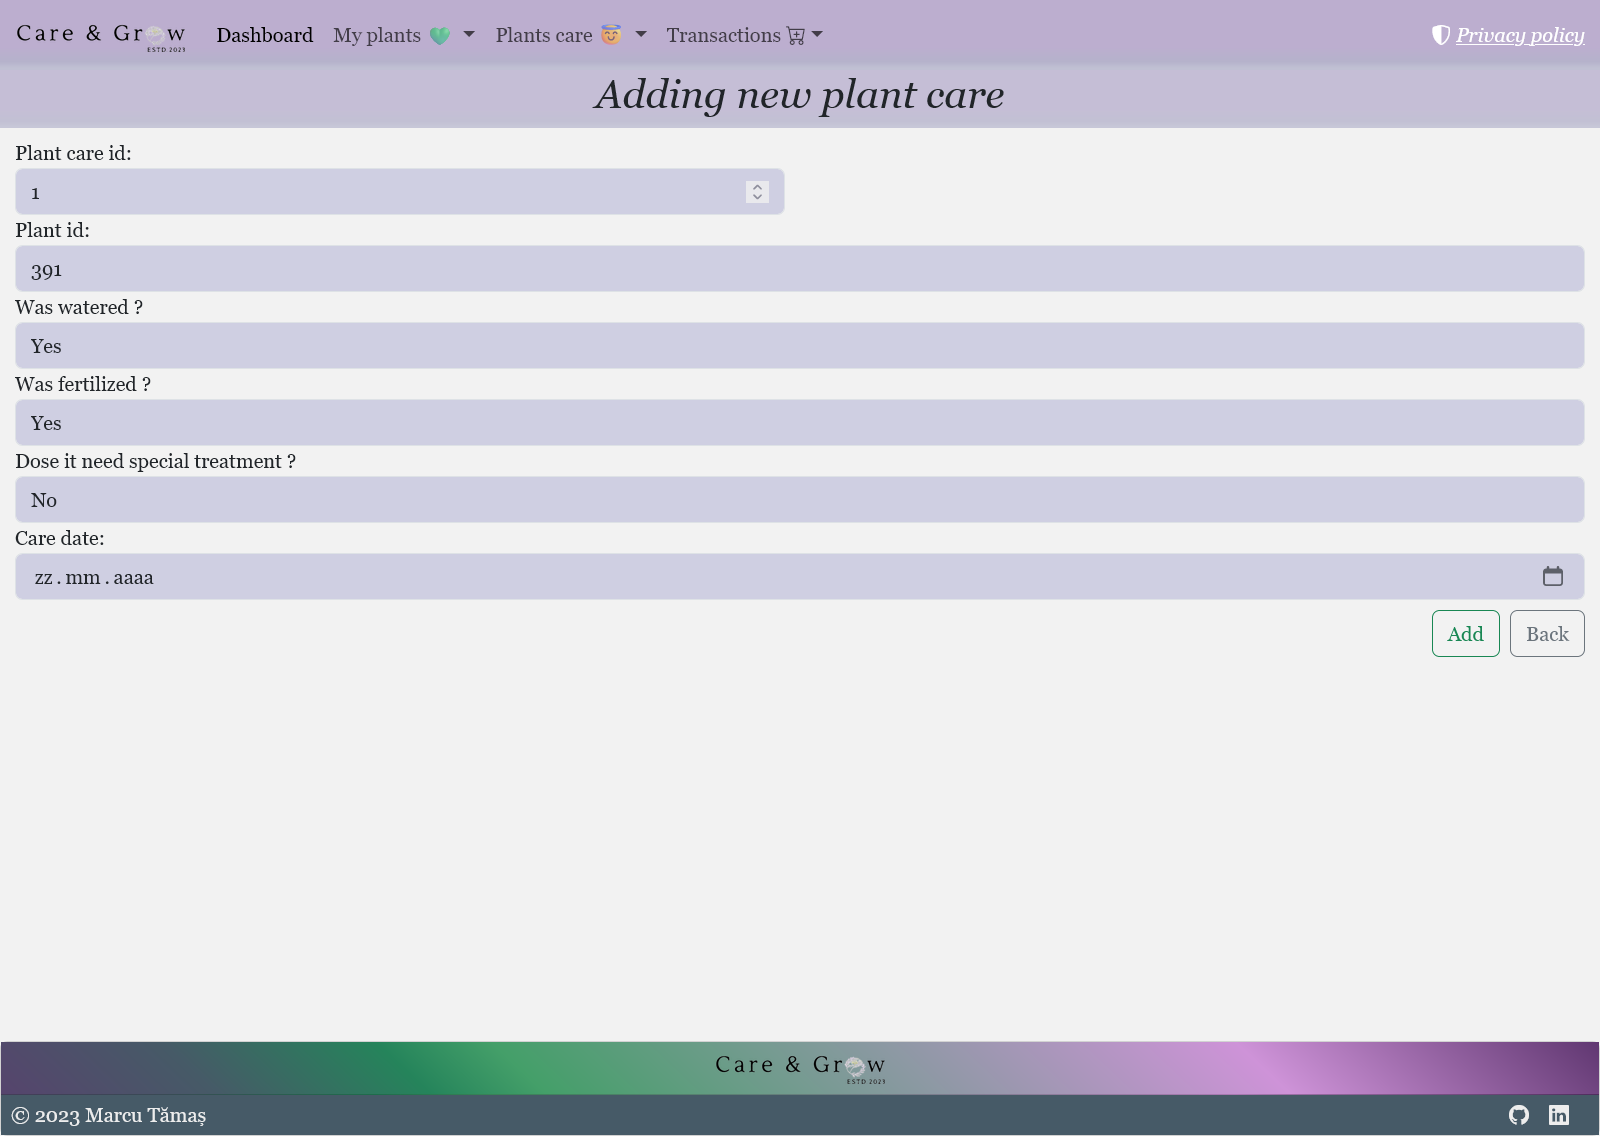 Care & Grow
ESTD 2023
Dashboard My plants 💚 Plants care 😇 Transactions
Privacy policy
Adding new plant care
Plant care id:
1
Plant id:
391
Was watered ?
Yes
Was fertilized ?
Yes
Dose it need special treatment ?
No
Care date:
zz . mm . aaaa
Add Back
Care & Grow
ESTD 2023
© 2023 Marcu Tămaș
in